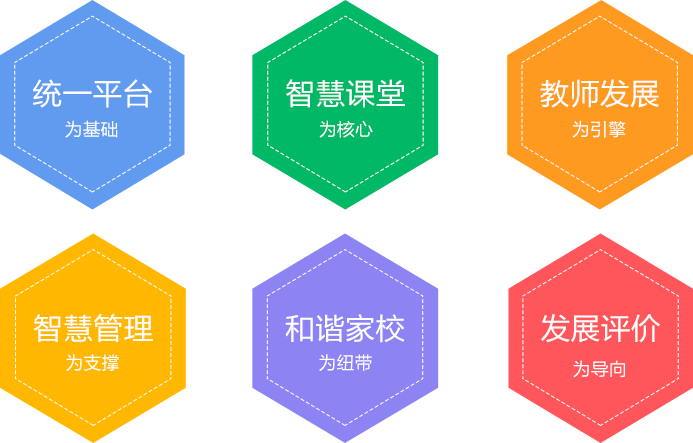 统一平台
为基础
智慧课堂
为核心
教师发展
为引擎
智慧管理
为支撑
和谐家校
为纽带
发展评价
为导向